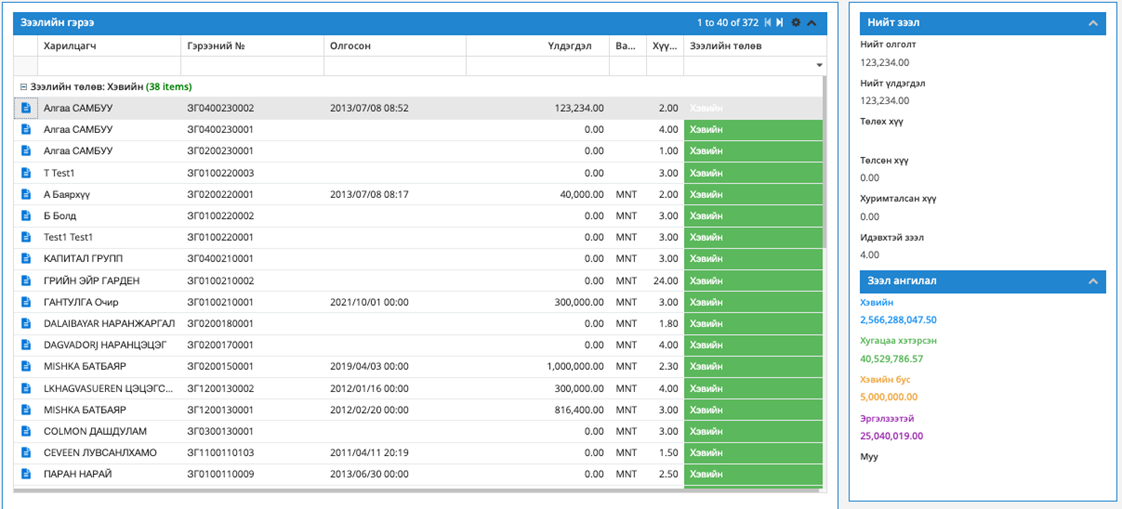 Зээлийн гэрээ 1 to 40 of 372
Харилцагч Гэрээний № Олгосон Үлдэгдэл Ва... Хүү... Зээлийн төлөв
Зээлийн төлөв: Хэвийн (38 items)
Алгаа САМБУУ ЗГ0400230002 2013/07/08 08:52 123,234.00 2.00 Хэвийн
Алгаа САМБУУ ЗГ0400230001 0.00 4.00 Хэвийн
Алгаа САМБУУ ЗГ0200230001 0.00 1.00 Хэвийн
T Test1 ЗГ0100220003 0.00 3.00 Хэвийн
А Баярхүү ЗГ0200220001 2013/07/08 08:17 40,000.00 MNT 2.00 Хэвийн
Б Болд ЗГ0100220002 0.00 MNT 3.00 Хэвийн
Test1 Test1 ЗГ0100220001 0.00 MNT 3.00 Хэвийн
КАПИТАЛ ГРУПП ЗГ0400210001 0.00 MNT 3.00 Хэвийн
ГРИЙН ЭЙР ГАРДЕН ЗГ0100210002 0.00 MNT 24.00 Хэвийн
ГАНТУЛГА Очир ЗГ0100210001 2021/10/01 00:00 300,000.00 MNT 3.00 Хэвийн
DALAIBAYAR НАРАНЖАРГАЛ ЗГ0200180001 0.00 MNT 1.80 Хэвийн
DAGVADORJ НАРАНЦЭЦЭГ ЗГ0200170001 0.00 MNT 4.00 Хэвийн
MISHKA БАТБАЯР ЗГ0200150001 2019/04/03 00:00 1,000,000.00 MNT 2.30 Хэвийн
LKHAGVASUEREN ЦЭЦЭГС... ЗГ1200130002 2012/01/16 00:00 300,000.00 MNT 4.00 Хэвийн
MISHKA БАТБАЯР ЗГ1200130001 2012/02/20 00:00 816,400.00 MNT 3.00 Хэвийн
COLMON ДАШДУЛАМ ЗГ0300130001 0.00 MNT 3.00 Хэвийн
CEVEEN ЛУВСАНЛХАМО ЗГ1100110103 2011/04/11 20:19 0.00 MNT 1.50 Хэвийн
ПАРАН НАРАЙ ЗГ0100110009 2013/06/30 00:00 0.00 MNT 2.50 Хэвийн
Нийт зээл
Нийт олголт
123,234.00
Нийт үлдэгдэл
123,234.00
Төлөх хүү
Төлсөн хүү
0.00
Хуримталсан хүү
0.00
Идэвхтэй зээл
4.00
Зээл ангилал
Хэвийн
2,566,288,047.50
Хугацаа хэтэрсэн
40,529,786.57
Хэвийн бус
5,000,000.00
Эргэлзээтэй
25,040,019.00
Муу